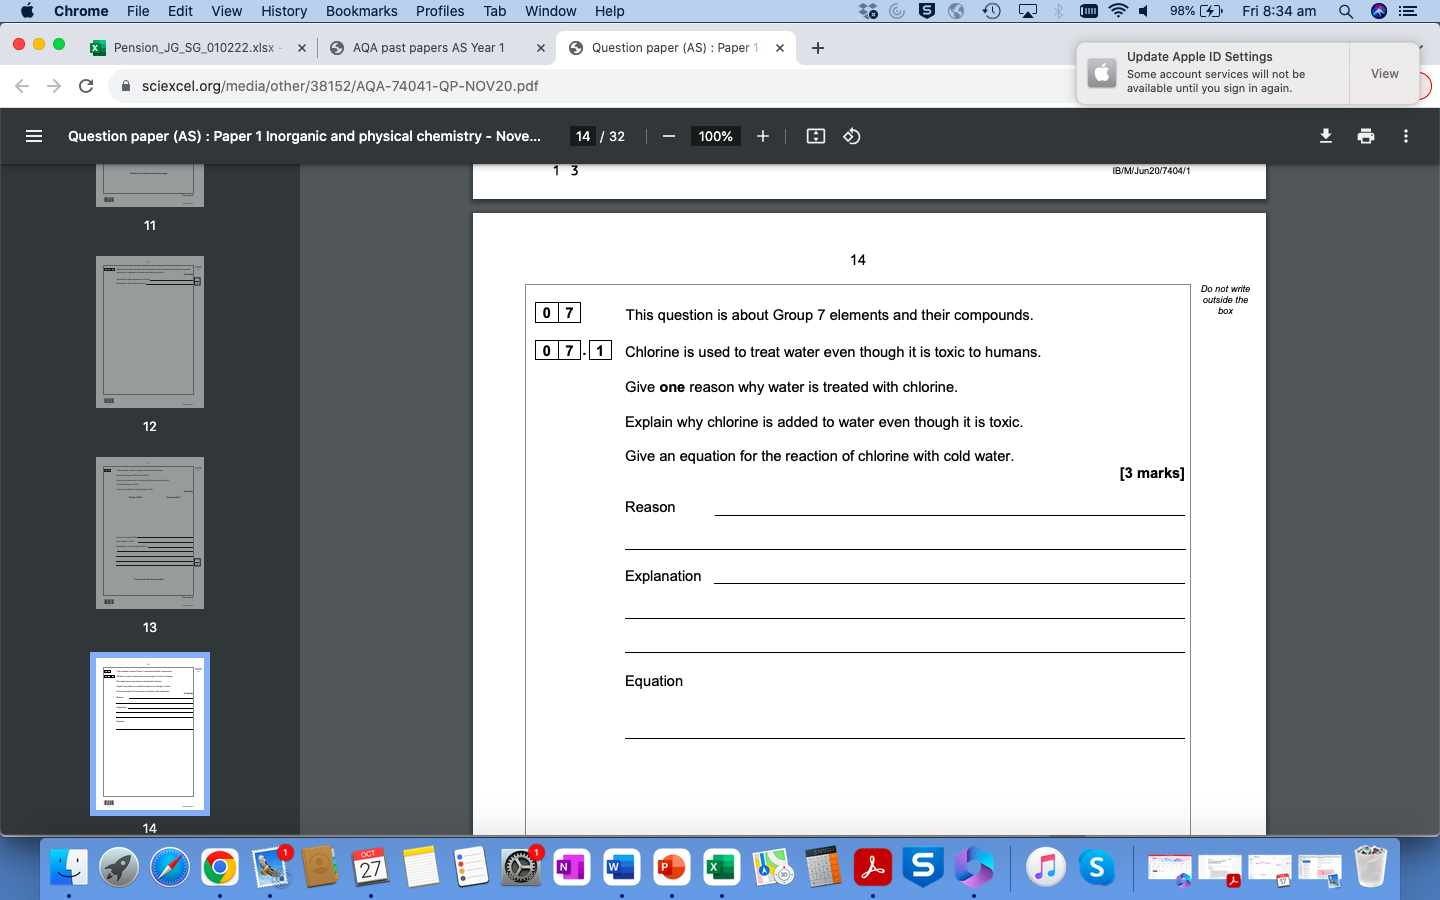 Chrome File Edit View History Bookmarks Profiles Tab Window Help 98% Fri 8:34 am
Pension_JG_SG_010222.xlsx - AQA past papers AS Year 1 Question paper (AS) : Paper 1
Update Apple ID Settings
Some account services will not be
available until you sign in again.
View
sciexcel.org/media/other/38152/AQA-74041-QP-NOV20.pdf
Question paper (AS) : Paper 1 Inorganic and physical chemistry - Nove... 14 / 32 100%
1 3 IB/M/Jun20/7404/1
11
12
13
14
14
Do not write
outside the
box
0 7 This question is about Group 7 elements and their compounds.
0 7 . 1 Chlorine is used to treat water even though it is toxic to humans.
Give one reason why water is treated with chlorine.
Explain why chlorine is added to water even though it is toxic.
Give an equation for the reaction of chlorine with cold water.
[3 marks]
Reason
Explanation
Equation
1
OCT
27
1